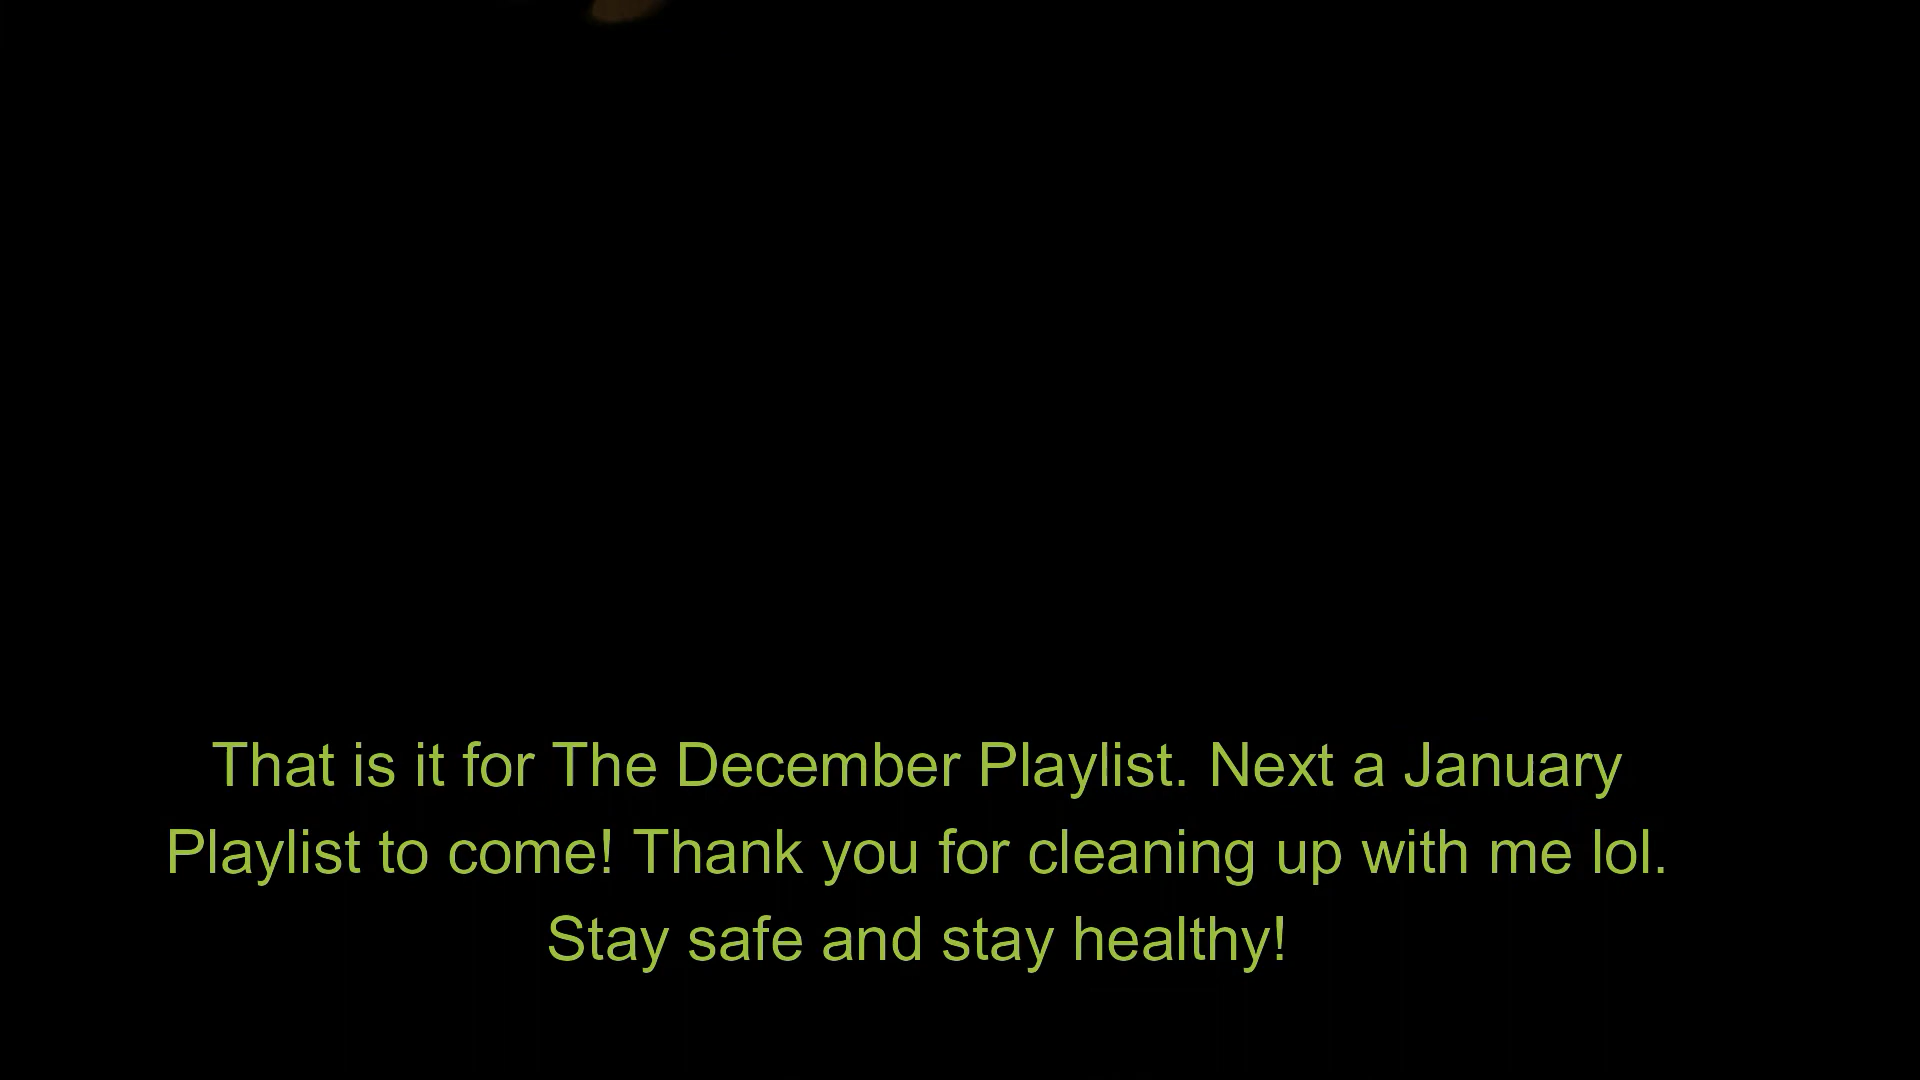 That is it for The December Playlist. Next a January
Playlist to come! Thank you for cleaning up with me lol.
Stay safe and stay healthy!